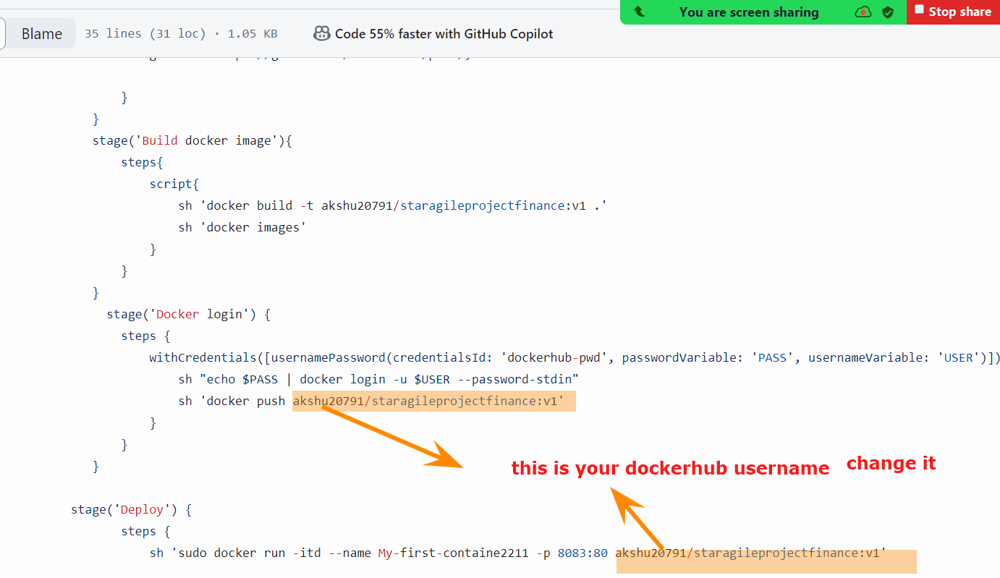 You are screen sharing Stop share
Blame 35 lines (31 loc) · 1.05 KB Code 55% faster with GitHub Copilot
}
}
stage('Build docker image'){
steps{
script{
sh 'docker build -t akshu20791/staragileprojectfinance:v1 .'
sh 'docker images'
}
}
}
stage('Docker login') {
steps {
withCredentials([usernamePassword(credentialsId: 'dockerhub-pwd', passwordVariable: 'PASS', usernameVariable: 'USER')])
sh "echo $PASS | docker login -u $USER --password-stdin"
sh 'docker push akshu20791/staragileprojectfinance:v1'
}
}
}
this is your dockerhub username change it
stage('Deploy') {
steps {
sh 'sudo docker run -itd --name My-first-containe2211 -p 8083:80 akshu20791/staragileprojectfinance:v1'